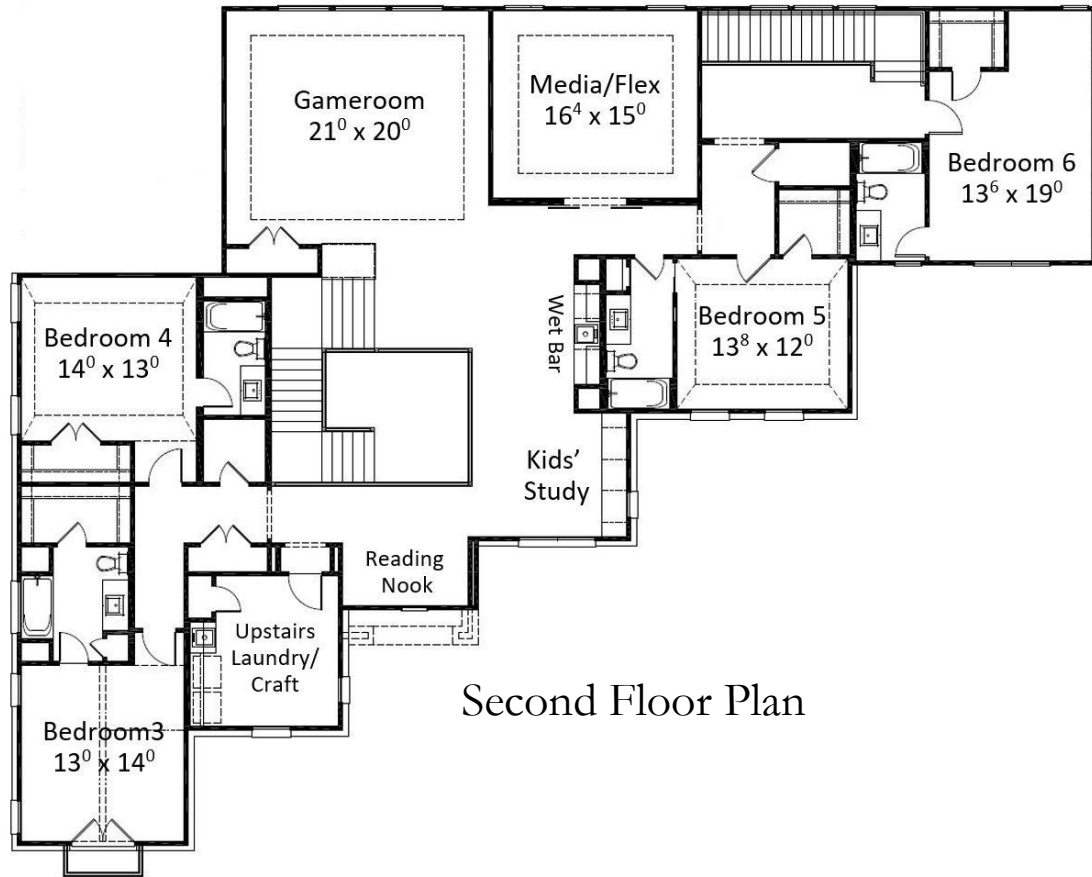 Gameroom
21⁰ x 20⁰
Media/Flex
16⁴ x 15⁰
Bedroom 6
13⁶ x 19⁰
Bedroom 4
14⁰ x 13⁰
Wet Bar
Bedroom 5
13⁸ x 12⁰
Kids'
Study
Reading
Nook
Upstairs
Laundry/
Craft
Bedroom3
13⁰ x 14⁰
Second Floor Plan